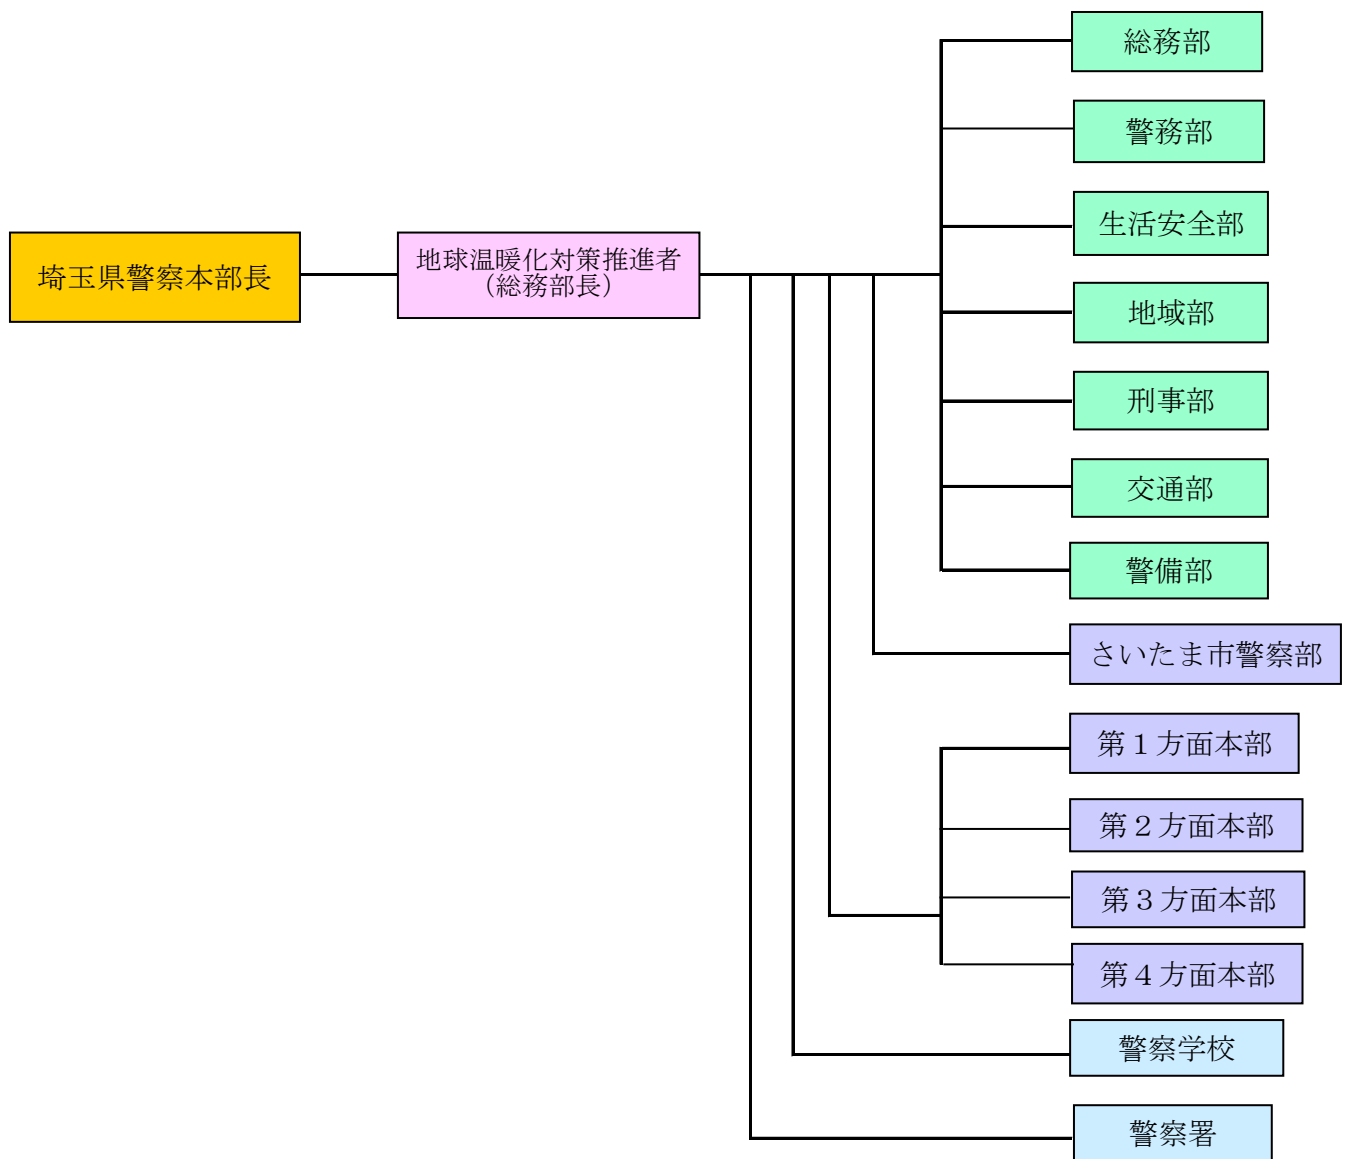 埼玉県警察本部長
地球温暖化対策推進者
（総務部長）
総務部
警務部
生活安全部
地域部
刑事部
交通部
警備部
さいたま市警察部
第１方面本部
第２方面本部
第３方面本部
第４方面本部
警察学校
警察署